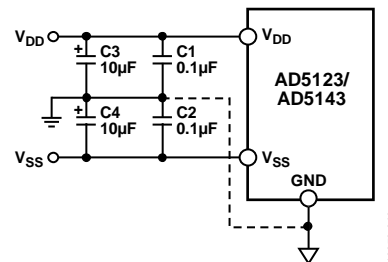 VDD
+ C3
10µF
C1
0.1µF
VDD
AD5123/
AD5143
+ C4
10µF
C2
0.1µF
VSS
VSS
GND